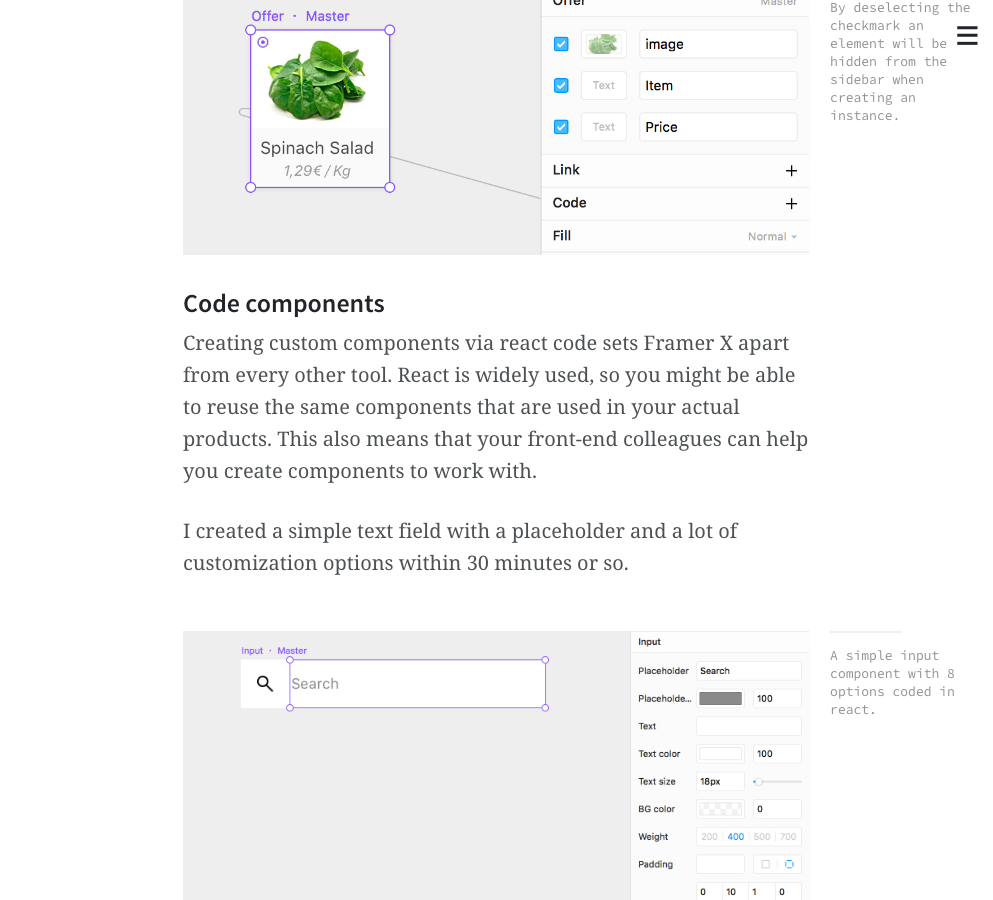 Offer · Master
Spinach Salad
1,29€ / Kg
Offer Master
image
Text Item
Text Price
Link
Code
Fill Normal
By deselecting the
checkmark an
element will be
hidden from the
sidebar when
creating an
instance.
Code components
Creating custom components via react code sets Framer X apart
from every other tool. React is widely used, so you might be able
to reuse the same components that are used in your actual
products. This also means that your front-end colleagues can help
you create components to work with.
I created a simple text field with a placeholder and a lot of
customization options within 30 minutes or so.
Input · Master
Search
Input
Placeholder Search
Placeholde... 100
Text
Text color 100
Text size 18px
BG color 0
Weight 200 400 500 700
Padding
0 10 1 0
A simple input
component with 8
options coded in
react.